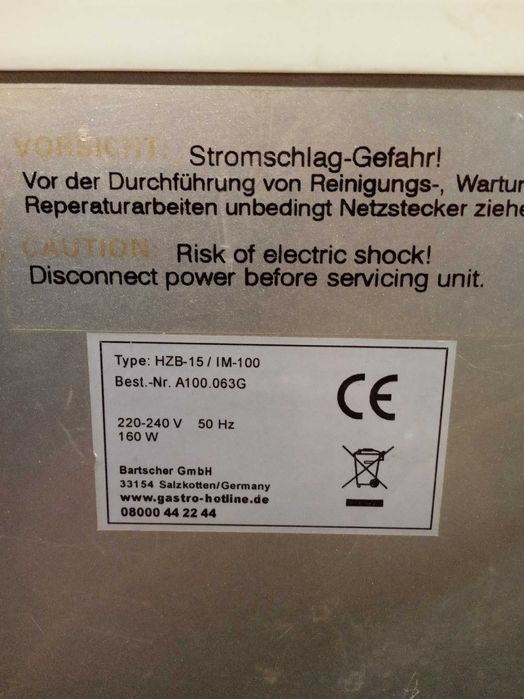 VORSICHT: Stromschlag-Gefahr!
Vor der Durchführung von Reinigungs-, Wartun
Reperaturarbeiten unbedingt Netzstecker ziehe
CAUTION: Risk of electric shock!
Disconnect power before servicing unit.
Type: HZB-15 / IM-100
Best.-Nr. A100.063G
220-240 V 50 Hz
160 W
Bartscher GmbH
33154 Salzkotten/Germany
www.gastro-hotline.de
08000 44 22 44
CE